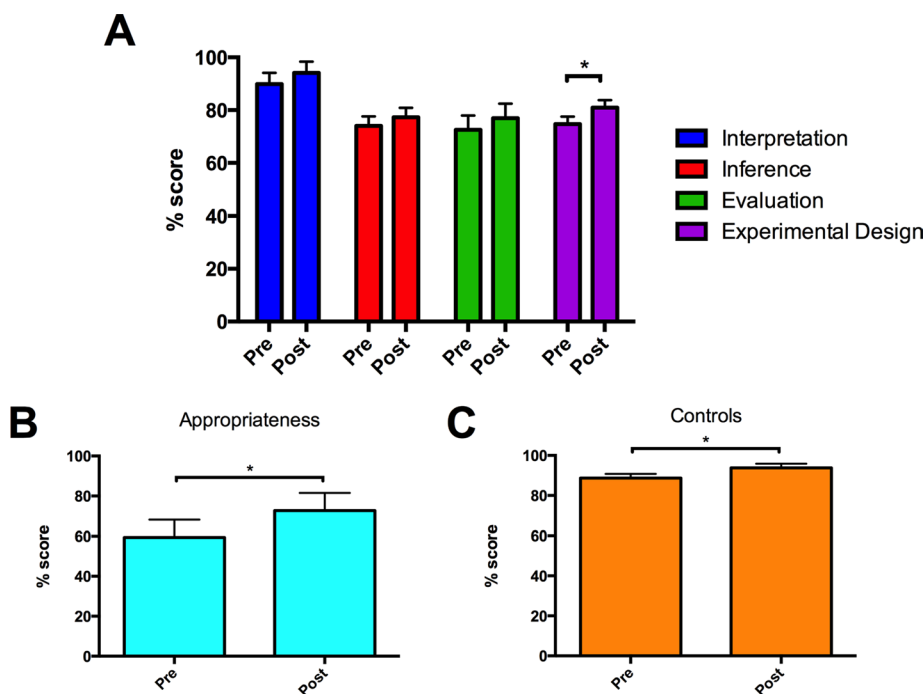 A
% score
100
80
60
40
20
0
Pre
Post
Pre
Post
Pre
Post
Pre
Post
*
Interpretation
Inference
Evaluation
Experimental Design
B
Appropriateness
% score
100
80
60
40
20
0
*
Pre
Post
C
Controls
% score
100
80
60
40
20
0
*
Pre
Post